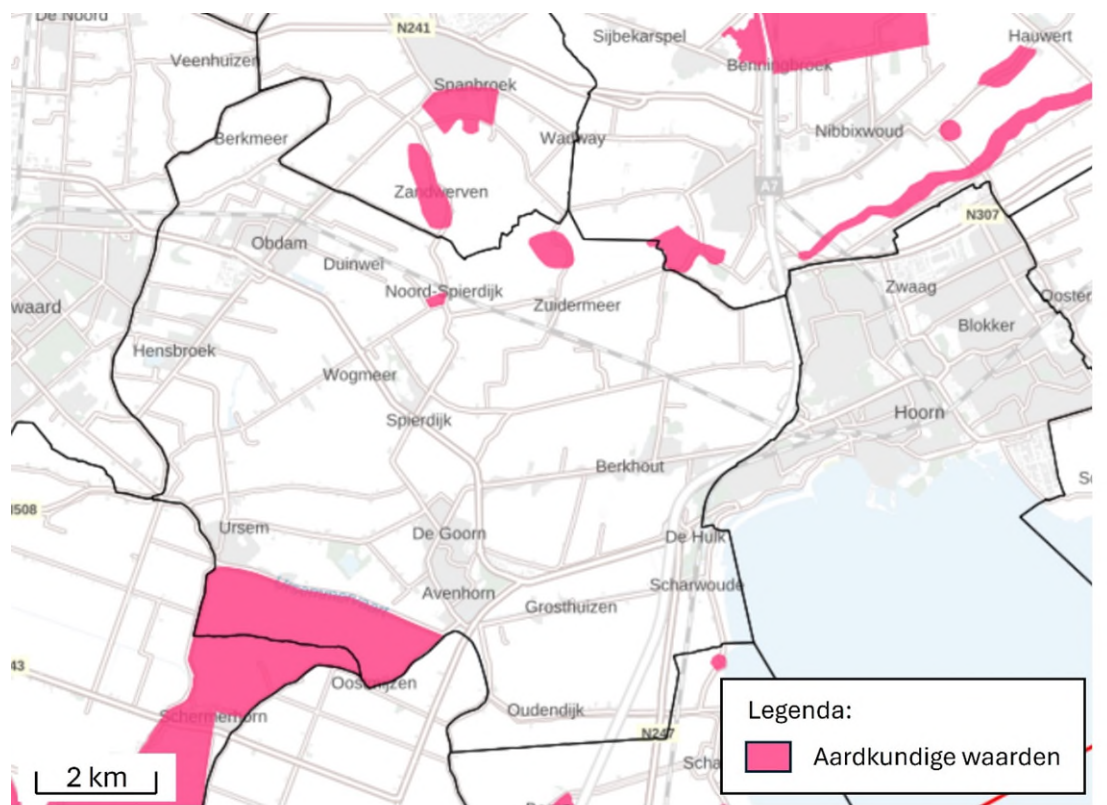 De Noord
N241
Sijbekarspel
Hauwert
Veenhuizen
Benningbroek
Spanbroek
Berkmeer
Wadway
Nibbixwoud
A7
Zandwerven
N307
Obdam
Duinwel
Noord-Spierdijk
Zuidermeer
Zwaag
Ooster
waard
Blokker
Hensbroek
Wogmeer
Spierdijk
Hoorn
Berkhout
N508
Ursem
De Goorn
De Hulk
Avenhorn
Grosthuizen
Scharwoude
43
Oosthuizen
Schermerhorn
Oudendijk
N247
Scha
Legenda:
Aardkundige waarden
2 km